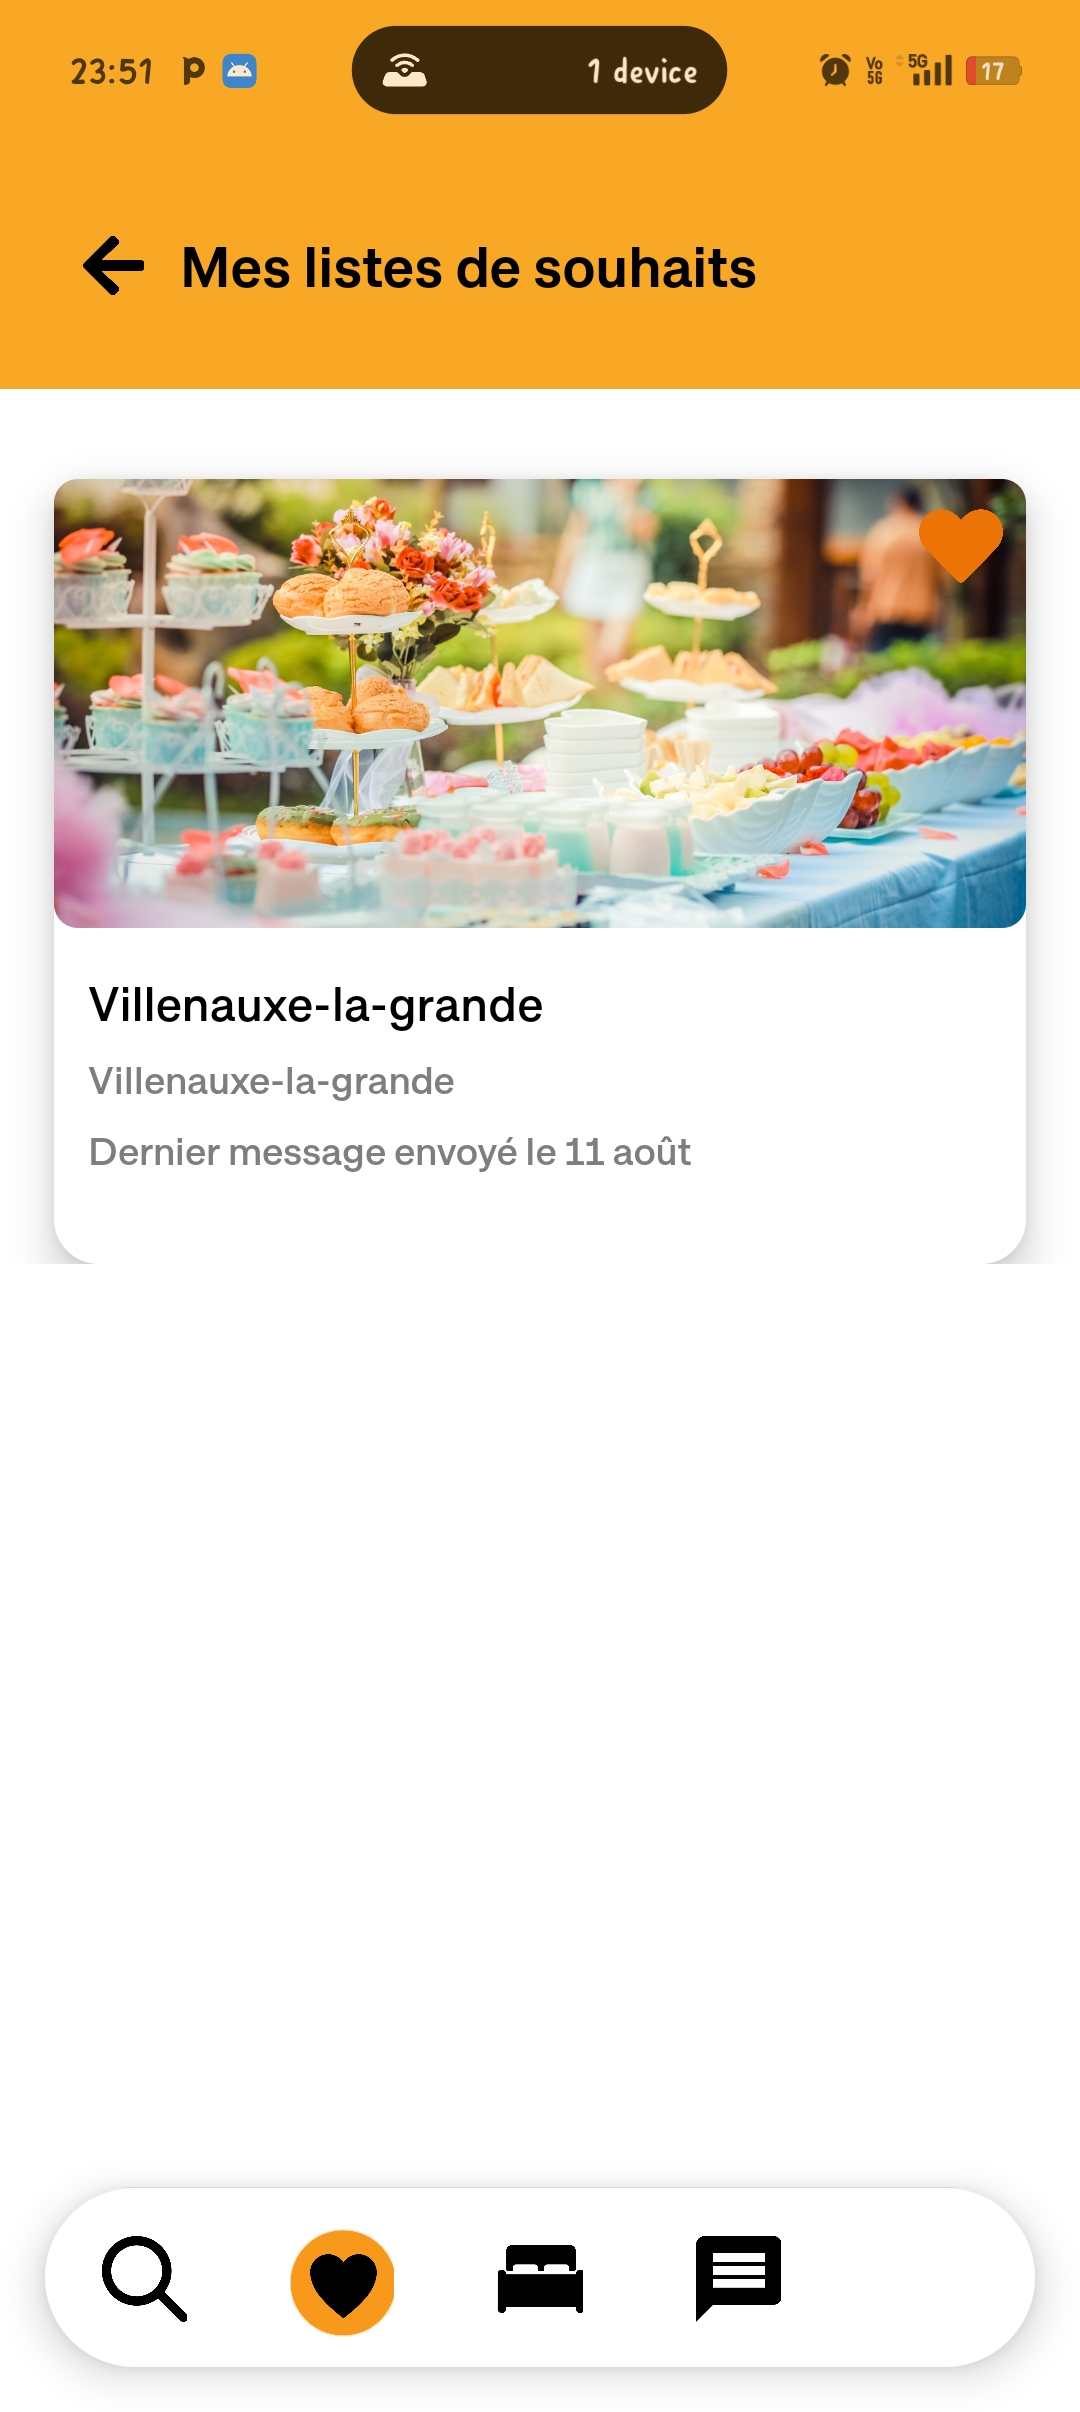 23:51
1 device
Vo
5G
5G
17
Mes listes de souhaits
Villenauxe-la-grande
Villenauxe-la-grande
Dernier message envoyé le 11 août